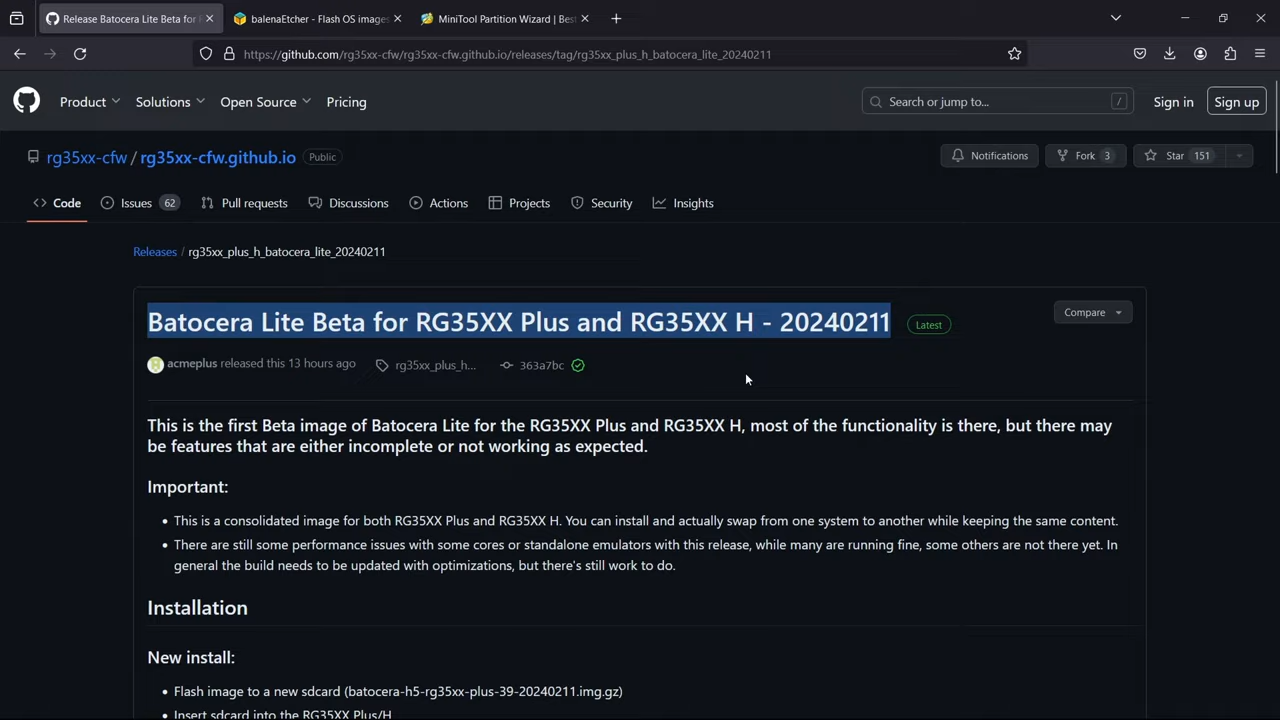 Release Batocera Lite Beta for
balenaEtcher - Flash OS images
MiniTool Partition Wizard | Best
https://github.com/rg35xx-cfw/rg35xx-cfw.github.io/releases/tag/rg35xx_plus_h_batocera_lite_20240211
Product
Solutions
Open Source
Pricing
Search or jump to...
/
Sign in
Sign up
rg35xx-cfw / rg35xx-cfw.github.io
Public
Notifications
Fork 3
Star 151
Code
Issues 62
Pull requests
Discussions
Actions
Projects
Security
Insights
Releases / rg35xx_plus_h_batocera_lite_20240211
Batocera Lite Beta for RG35XX Plus and RG35XX H - 20240211
Latest
Compare
acmeplus released this 13 hours ago
rg35xx_plus_h...
363a7bc
This is the first Beta image of Batocera Lite for the RG35XX Plus and RG35XX H, most of the functionality is there, but there may
be features that are either incomplete or not working as expected.
Important:
• This is a consolidated image for both RG35XX Plus and RG35XX H. You can install and actually swap from one system to another while keeping the same content.
• There are still some performance issues with some cores or standalone emulators with this release, while many are running fine, some others are not there yet. In
general the build needs to be updated with optimizations, but there's still work to do.
Installation
New install:
• Flash image to a new sdcard (batocera-h5-rg35xx-plus-39-20240211.img.gz)
• Insert sdcard into the RG35XX Plus/H